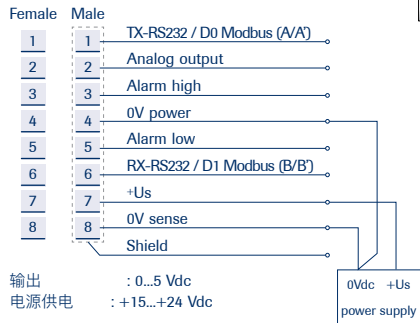 Female Male
1 1 TX-RS232 / D0 Modbus (A/A')
2 2 Analog output
3 3 Alarm high
4 4 0V power
5 5 Alarm low
6 6 RX-RS232 / D1 Modbus (B/B')
7 7 +Us
8 8 0V sense
Shield
输出 : 0...5 Vdc
电源供电 : +15...+24 Vdc
0Vdc +Us
power supply